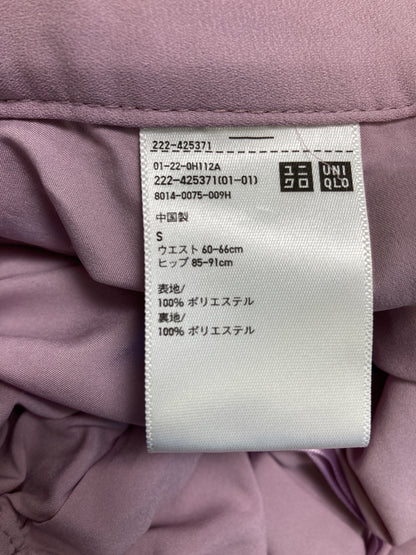 222-425371
01-22-0H112A
222-425371(01-01)
8014-0075-009H
ユニ
クロ
UNI
QLO
中国製
S
ウエスト 60-66cm
ヒップ 85-91cm
表地/
100% ポリエステル
裏地/
100% ポリエステル